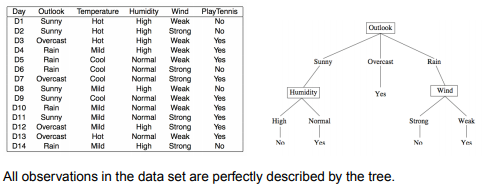 Day Outlook Temperature Humidity Wind PlayTennis
D1 Sunny Hot High Weak No
D2 Sunny Hot High Strong No
D3 Overcast Hot High Weak Yes
D4 Rain Mild High Weak Yes
D5 Rain Cool Normal Weak Yes
D6 Rain Cool Normal Strong No
D7 Overcast Cool Normal Strong Yes
D8 Sunny Mild High Weak No
D9 Sunny Cool Normal Weak Yes
D10 Rain Mild Normal Weak Yes
D11 Sunny Mild Normal Strong Yes
D12 Overcast Mild High Strong Yes
D13 Overcast Hot Normal Weak Yes
D14 Rain Mild High Strong No
Outlook
Sunny Overcast Rain
Humidity Yes Wind
High Normal Strong Weak
No Yes No Yes
All observations in the data set are perfectly described by the tree.